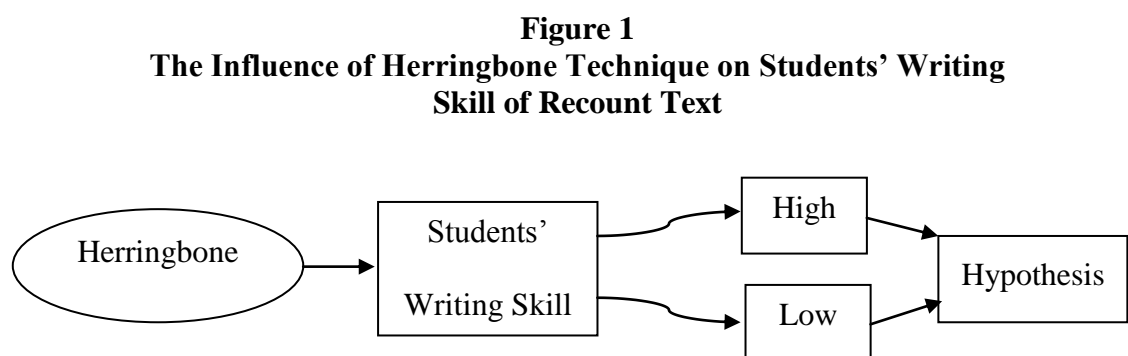 Figure 1
The Influence of Herringbone Technique on Students’ Writing
Skill of Recount Text
Herringbone
Students’
Writing Skill
High
Low
Hypothesis